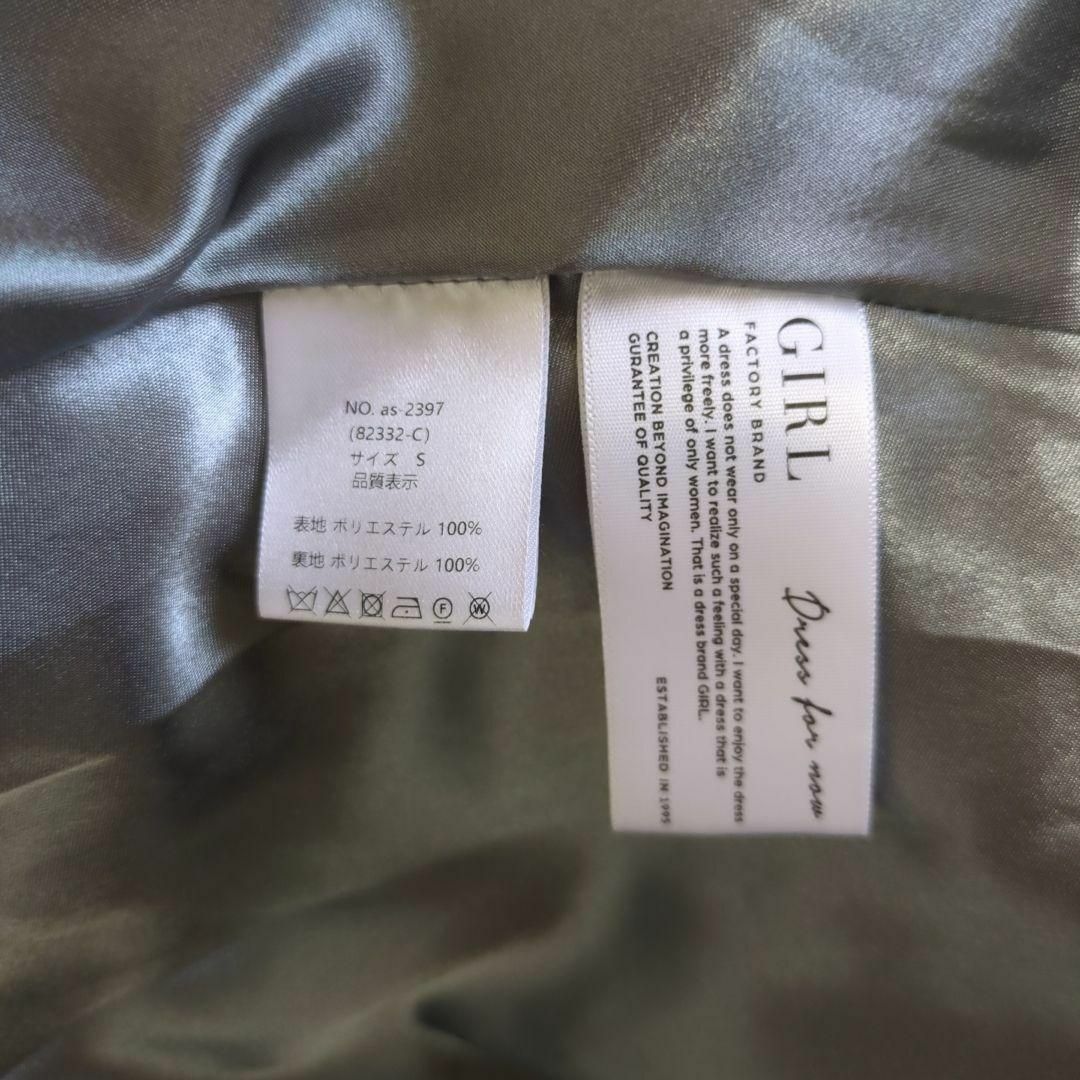 NO. as-2397
(82332-C)
サイズ S
品質表示
表地 ポリエステル 100%
裏地 ポリエステル 100%
F W
GIRL
Dress for now
FACTORY BRAND
A dress does not wear only on a special day. I want to enjoy the dress
more freely. I want to realize such a feeling with a dress that is
a privilege of only women. That is a dress brand GIRL.
CREATION BEYOND IMAGINATION
GURANTEE OF QUALITY
ESTABLISHED IN 1995